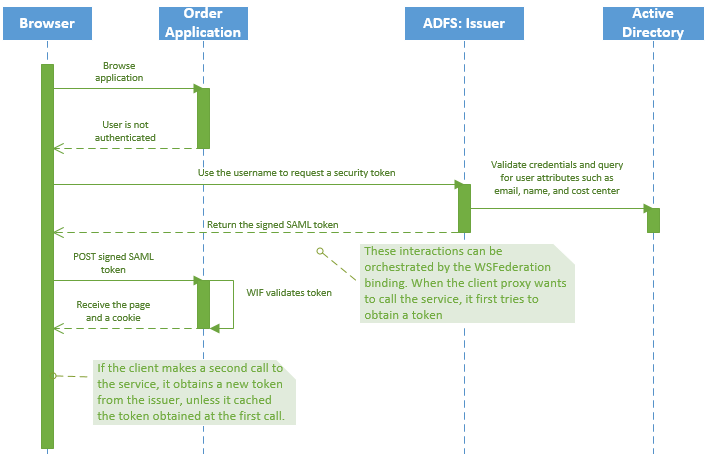 Browser
Order
Application
ADFS: Issuer
Active
Directory
Browse
application
User is not
authenticated
Use the username to request a security token
Validate credentials and query
for user attributes such as
email, name, and cost center
Return the signed SAML token
POST signed SAML
token
WIF validates token
These interactions can be
orchestrated by the WSFederation
binding. When the client proxy wants
to call the service, it first tries to
obtain a token
Receive the page
and a cookie
If the client makes a second call to
the service, it obtains a new token
from the issuer, unless it cached
the token obtained at the first call.